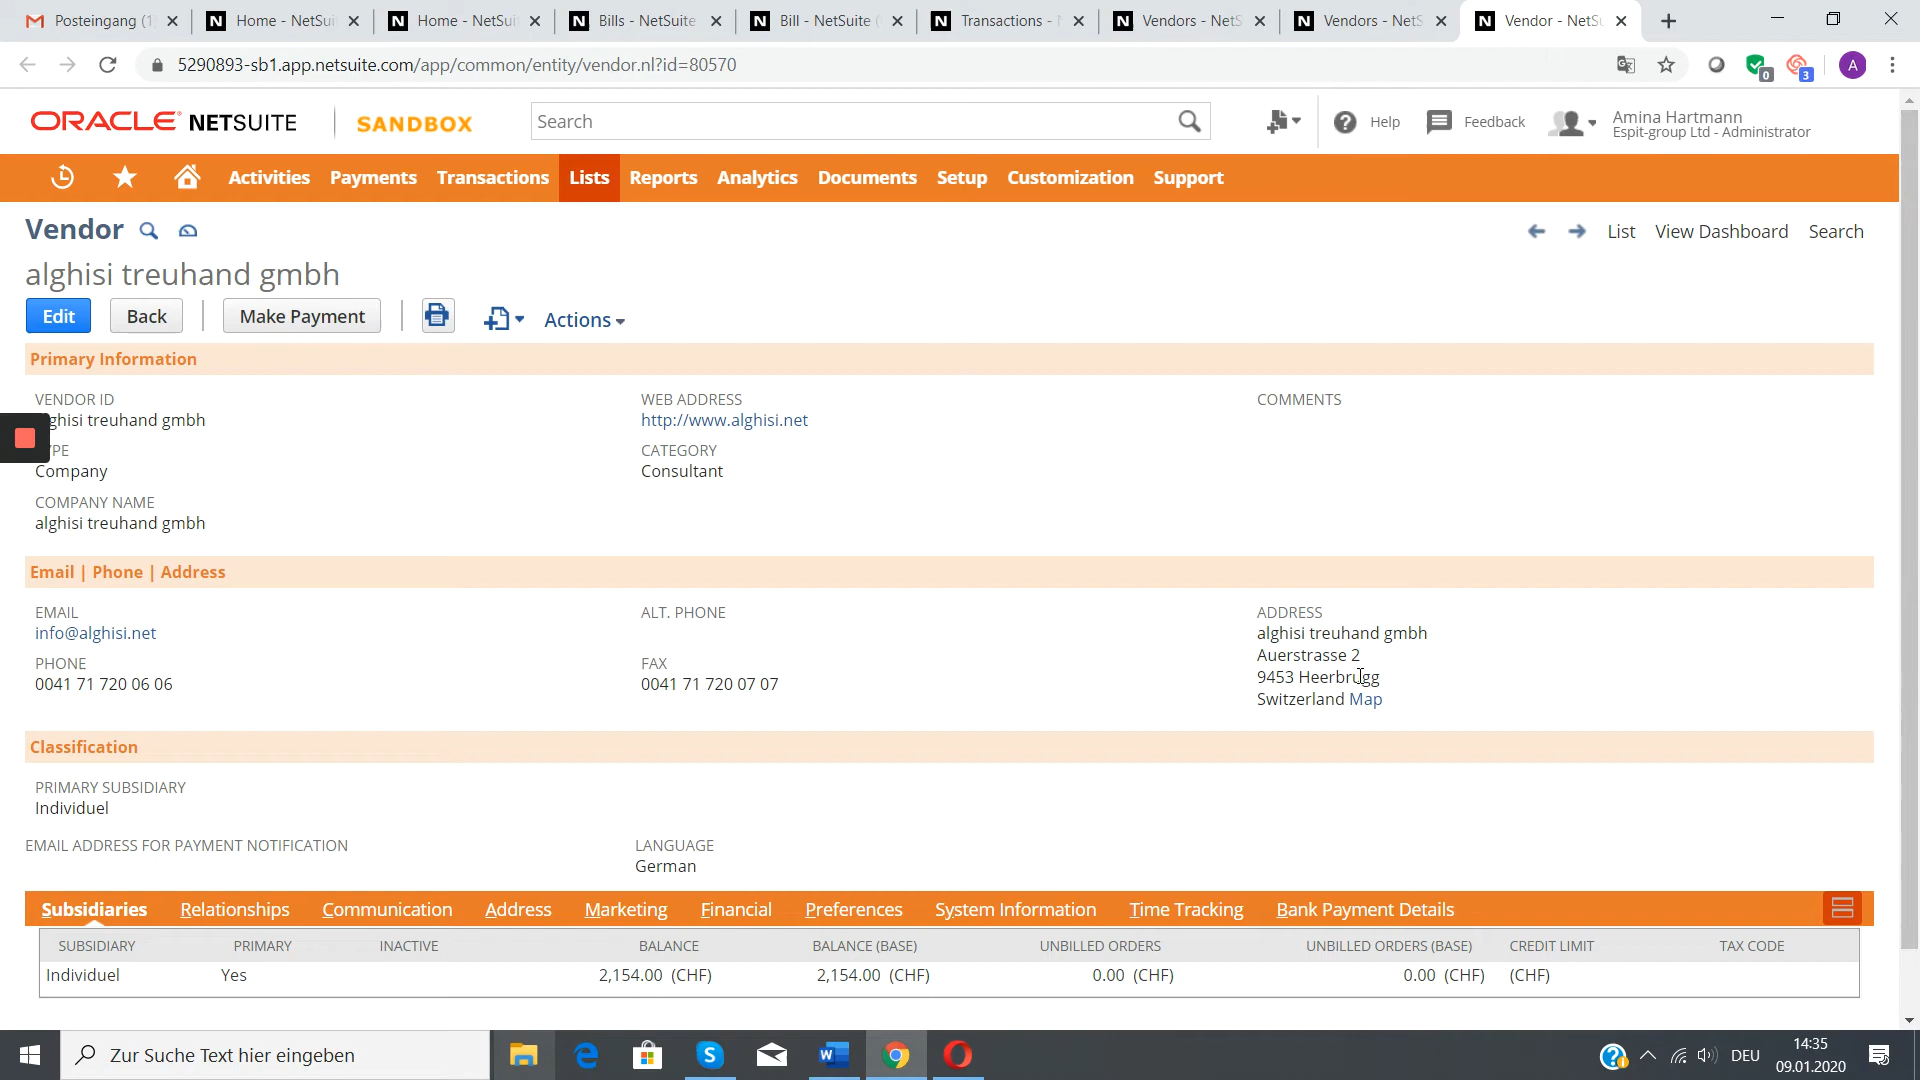 Posteingang (1
Home - NetSui
Home - NetSui
Bills - NetSuite
Bill - NetSuite (
Transactions - N
Vendors - NetS
Vendors - NetS
Vendor - NetSu
5290893-sb1.app.netsuite.com/app/common/entity/vendor.nl?id=80570
0
3
A
ORACLE NETSUITE
SANDBOX
Search
Help
Feedback
Amina Hartmann
Espit-group Ltd - Administrator
Activities Payments Transactions Lists Reports Analytics Documents Setup Customization Support
Vendor
List View Dashboard Search
alghisi treuhand gmbh
Edit Back Make Payment Actions
Primary Information
VENDOR ID
ghisi treuhand gmbh
PE
Company
COMPANY NAME
alghisi treuhand gmbh
WEB ADDRESS
http://www.alghisi.net
CATEGORY
Consultant
COMMENTS
Email | Phone | Address
EMAIL
info@alghisi.net
PHONE
0041 71 720 06 06
ALT. PHONE
FAX
0041 71 720 07 07
ADDRESS
alghisi treuhand gmbh
Auerstrasse 2
9453 Heerbrugg
Switzerland Map
Classification
PRIMARY SUBSIDIARY
Individuel
EMAIL ADDRESS FOR PAYMENT NOTIFICATION
LANGUAGE
German
Subsidiaries Relationships Communication Address Marketing Financial Preferences System Information Time Tracking Bank Payment Details
SUBSIDIARY PRIMARY INACTIVE BALANCE BALANCE (BASE) UNBILLED ORDERS UNBILLED ORDERS (BASE) CREDIT LIMIT TAX CODE
Individuel Yes 2,154.00 (CHF) 2,154.00 (CHF) 0.00 (CHF) 0.00 (CHF) (CHF)
Zur Suche Text hier eingeben
DEU
14:35
09.01.2020